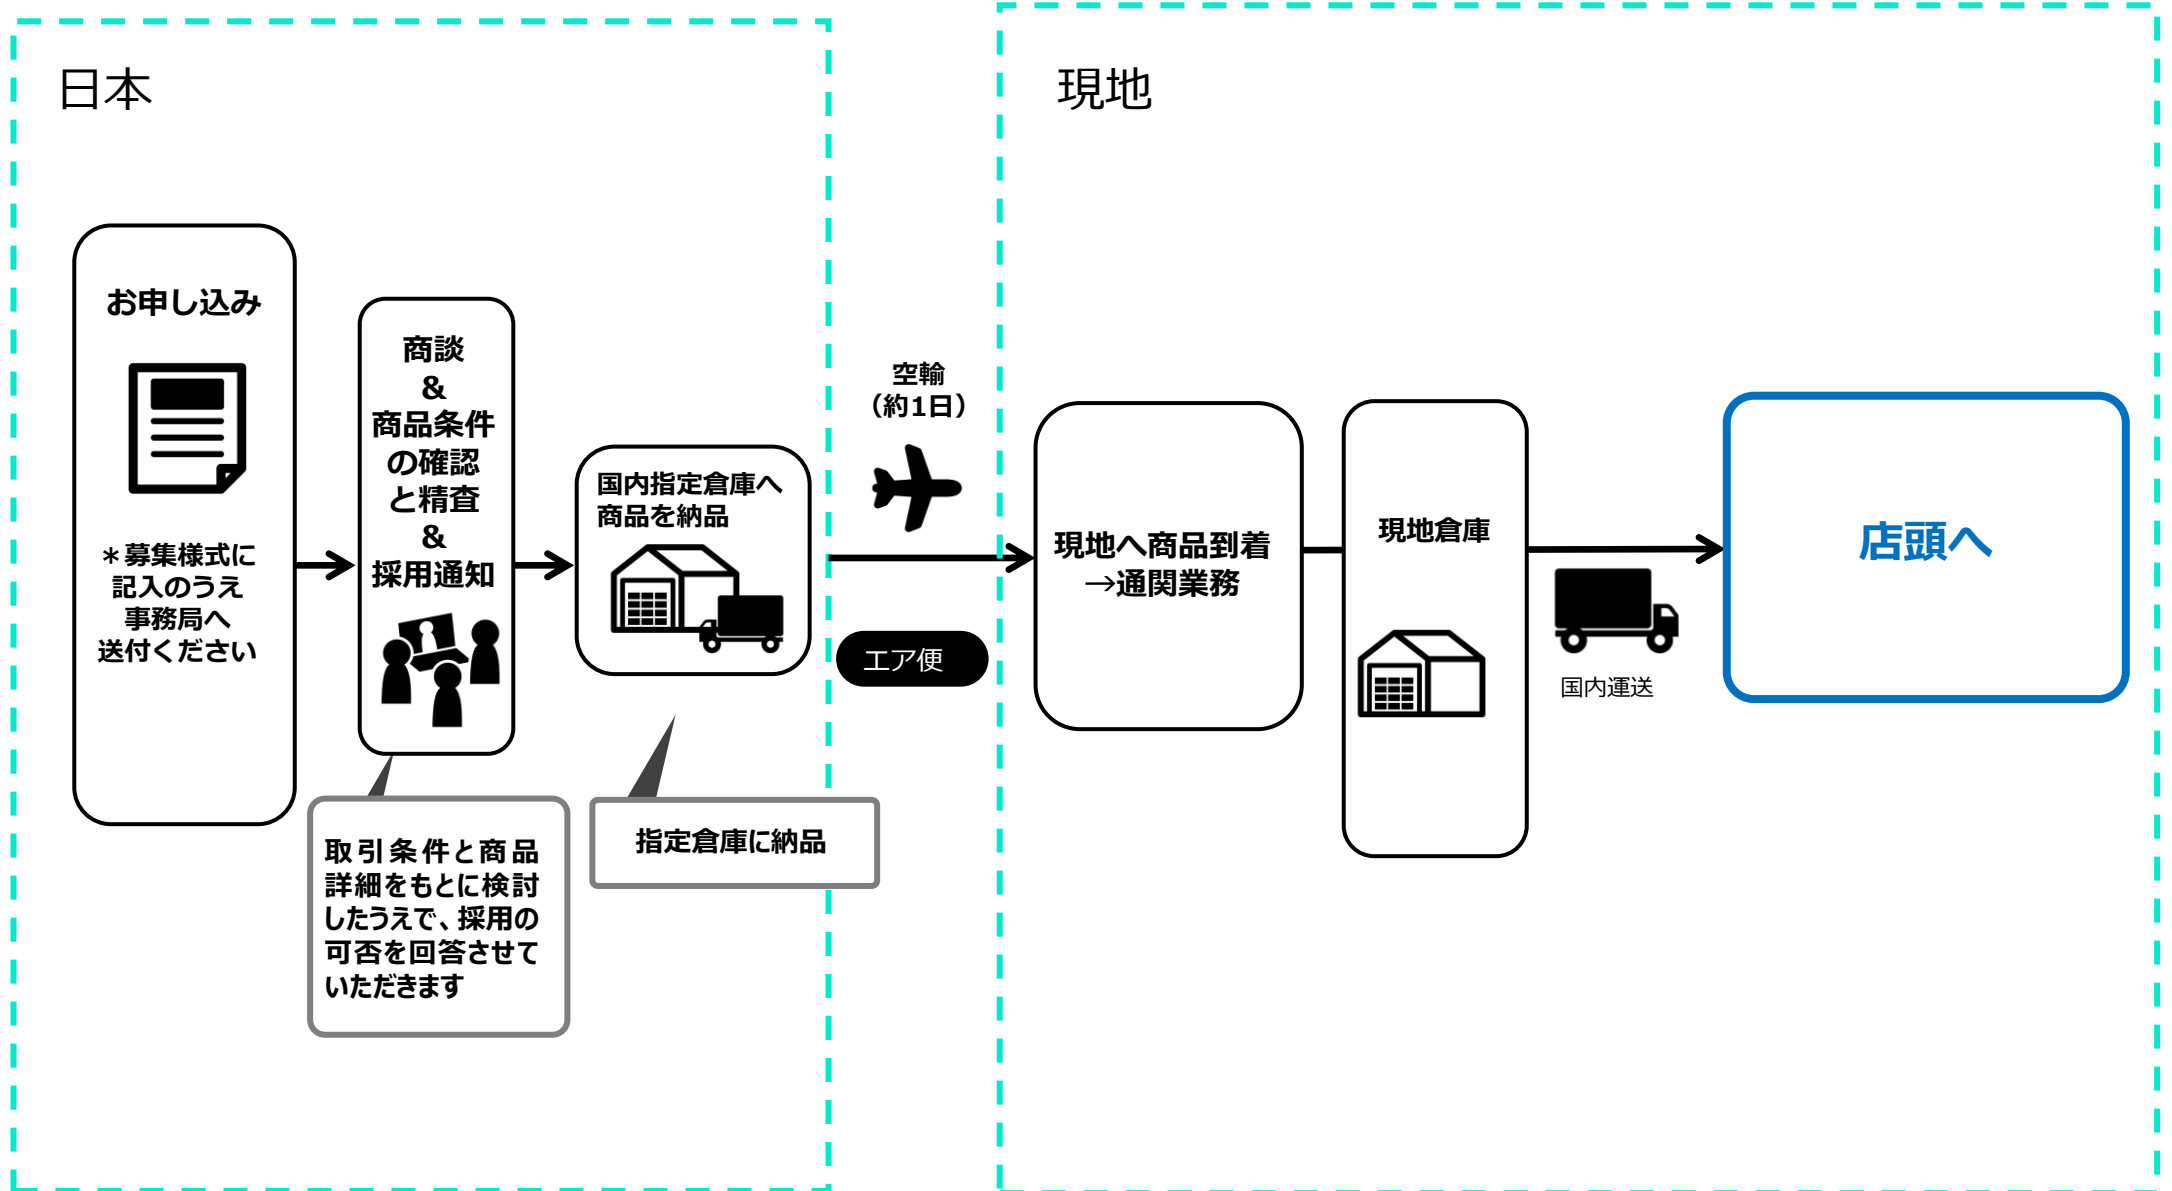 日本
お申し込み
＊募集様式に
記入のうえ
事務局へ
送付ください
商談
&
商品条件
の確認
と精査
&
採用通知
取引条件と商品
詳細をもとに検討
したうえで、採用の
可否を回答させて
いただきます
国内指定倉庫へ
商品を納品
指定倉庫に納品
空輸
（約1日）
エア便
現地
現地へ商品到着
→通関業務
現地倉庫
国内運送
店頭へ